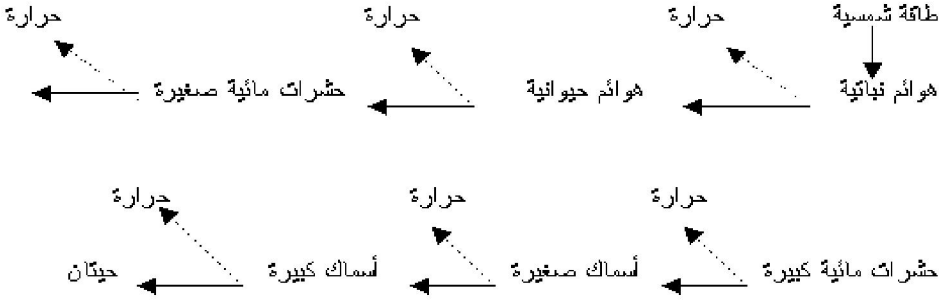 طاقة شمسية حرارة حرارة حرارة
هوائم نباتية هوائم حيوانية حشرات مائية صغيرة
حرارة حرارة حرارة
حشرات مائية كبيرة أسماك صغيرة أسماك كبيرة حيتان